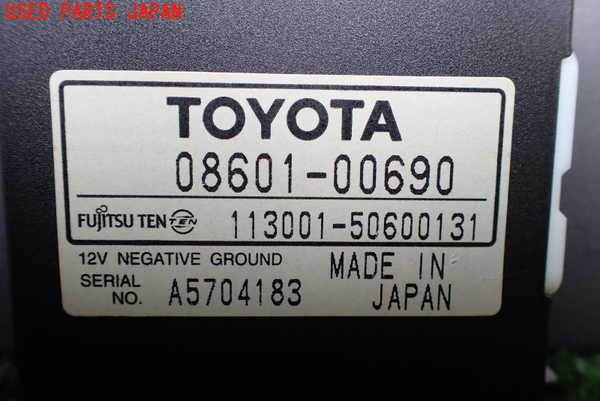 USED PARTS JAPAN
TOYOTA
08601-00690
FUJITSU TEN TEN 113001-50600131
12V NEGATIVE GROUND MADE IN
SERIAL NO. A5704183 JAPAN